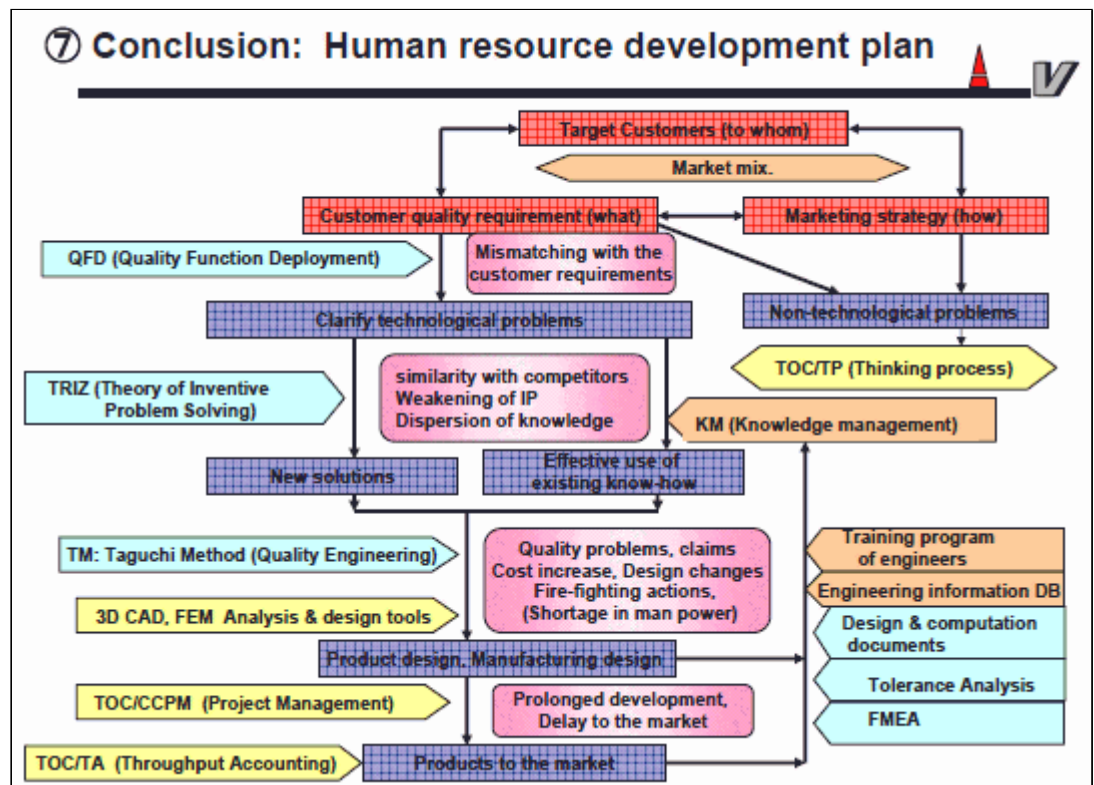 ⑦ Conclusion: Human resource development plan
V
Target Customers (to whom)
Market mix.
Customer quality requirement (what)
Marketing strategy (how)
QFD (Quality Function Deployment)
Mismatching with the
customer requirements
Clarify technological problems
Non-technological problems
TOC/TP (Thinking process)
TRIZ (Theory of Inventive
Problem Solving)
similarity with competitors
Weakening of IP
Dispersion of knowledge
KM (Knowledge management)
New solutions
Effective use of
existing know-how
TM: Taguchi Method (Quality Engineering)
Quality problems, claims
Cost increase, Design changes
Fire-fighting actions,
(Shortage in man power)
Training program
of engineers
Engineering information DB
3D CAD, FEM Analysis & design tools
Design & computation
documents
Product design, Manufacturing design
Tolerance Analysis
TOC/CCPM (Project Management)
Prolonged development,
Delay to the market
FMEA
TOC/TA (Throughput Accounting)
Products to the market